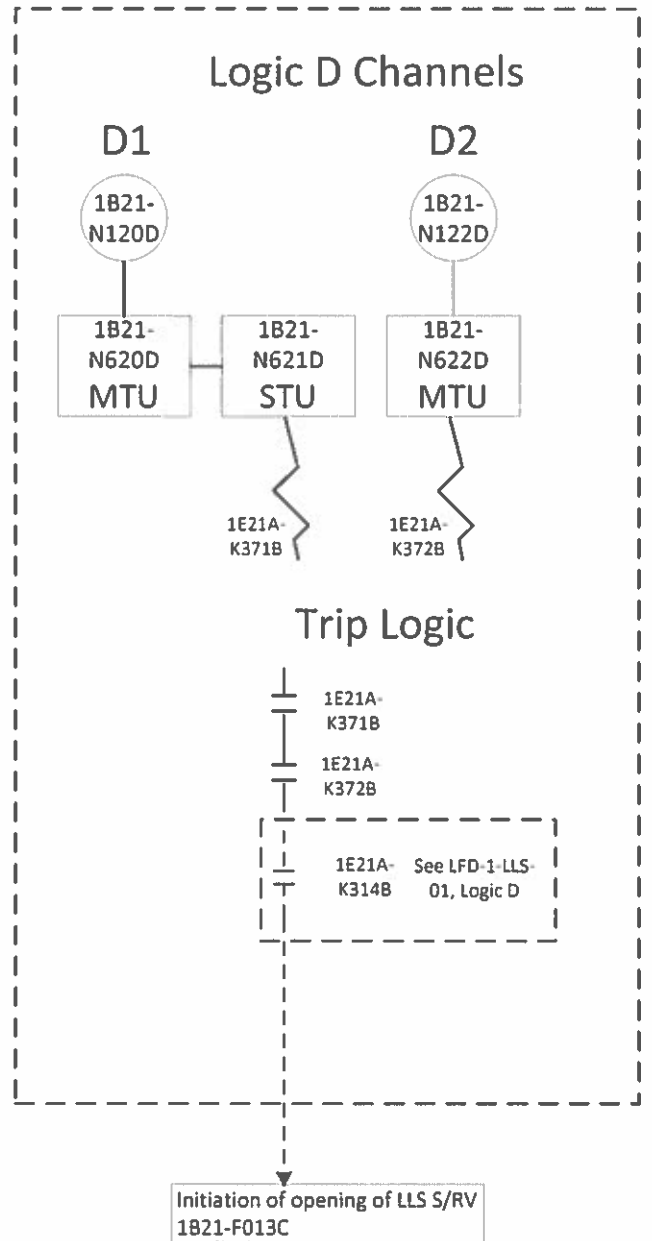 Logic D Channels
D1
D2
1B21-
N120D
1B21-
N122D
1B21-
N620D
MTU
1B21-
N621D
STU
1B21-
N622D
MTU
1E21A-
K371B
1E21A-
K372B
Trip Logic
1E21A-
K371B
1E21A-
K372B
1E21A-
K314B
See LFD-1-LLS-
01, Logic D
Initiation of opening of LLS S/RV
1B21-F013C